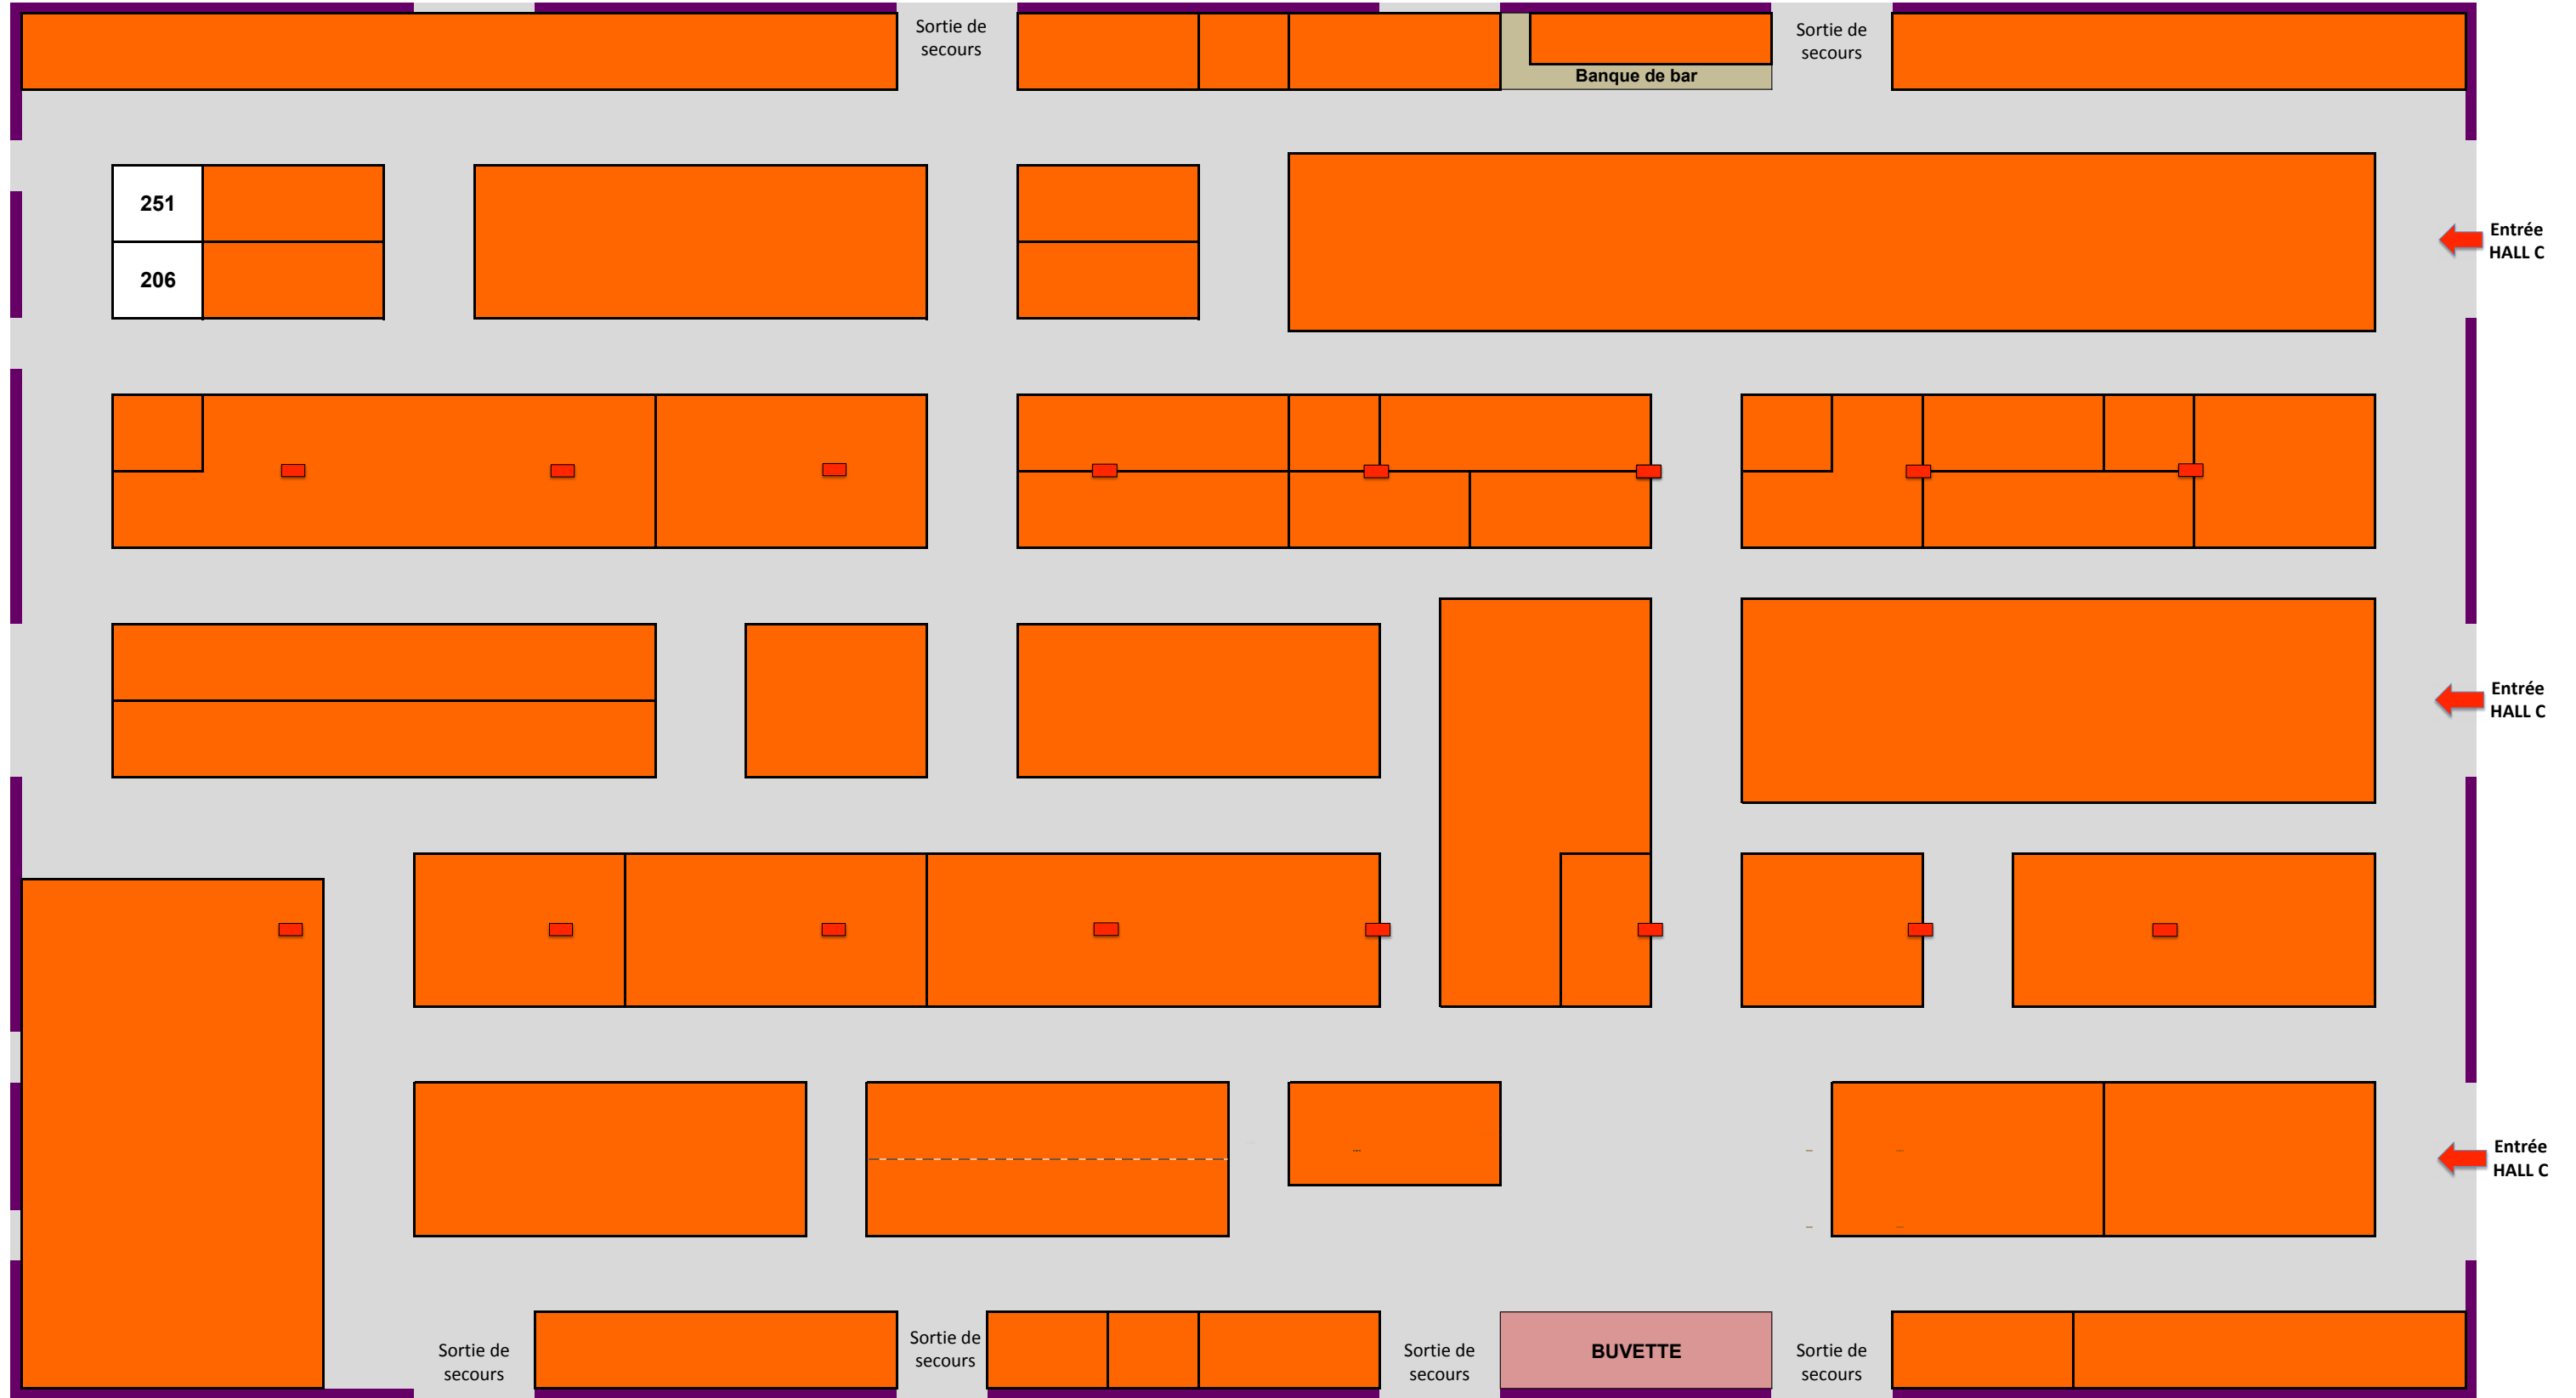 Sortie de
secours
Banque de bar
Sortie de
secours
251
206
Entrée
HALL C
Entrée
HALL C
Entrée
HALL C
Sortie de
secours
Sortie de
secours
Sortie de
secours
BUVETTE
Sortie de
secours